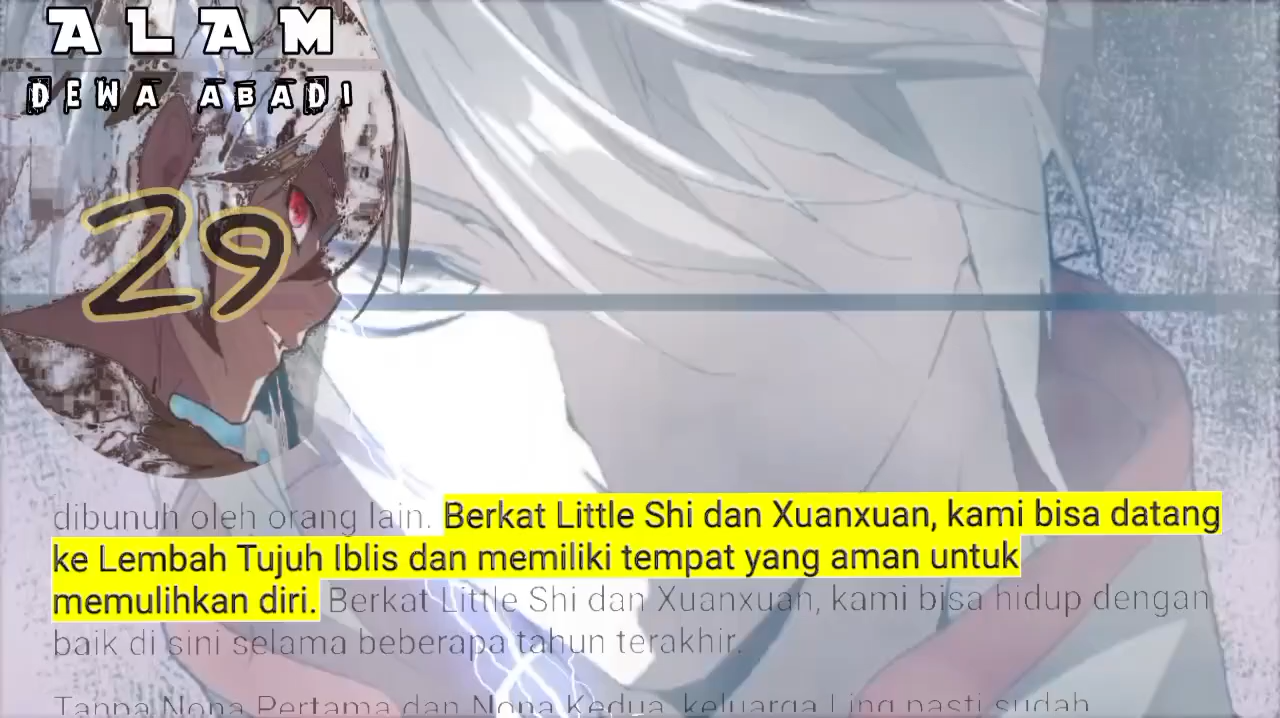 ALAM
DEWA ABADI
29
dibunuh oleh orang lain. Berkat Little Shi dan Xuanxuan, kami bisa datang
ke Lembah Tujuh Iblis dan memiliki tempat yang aman untuk
memulihkan diri. Berkat Little Shi dan Xuanxuan, kami bisa hidup dengan
baik di sini selama beberapa tahun terakhir.
Tanpa Nona Pertama dan Nona Kedua, keluarga Ling pasti sudah